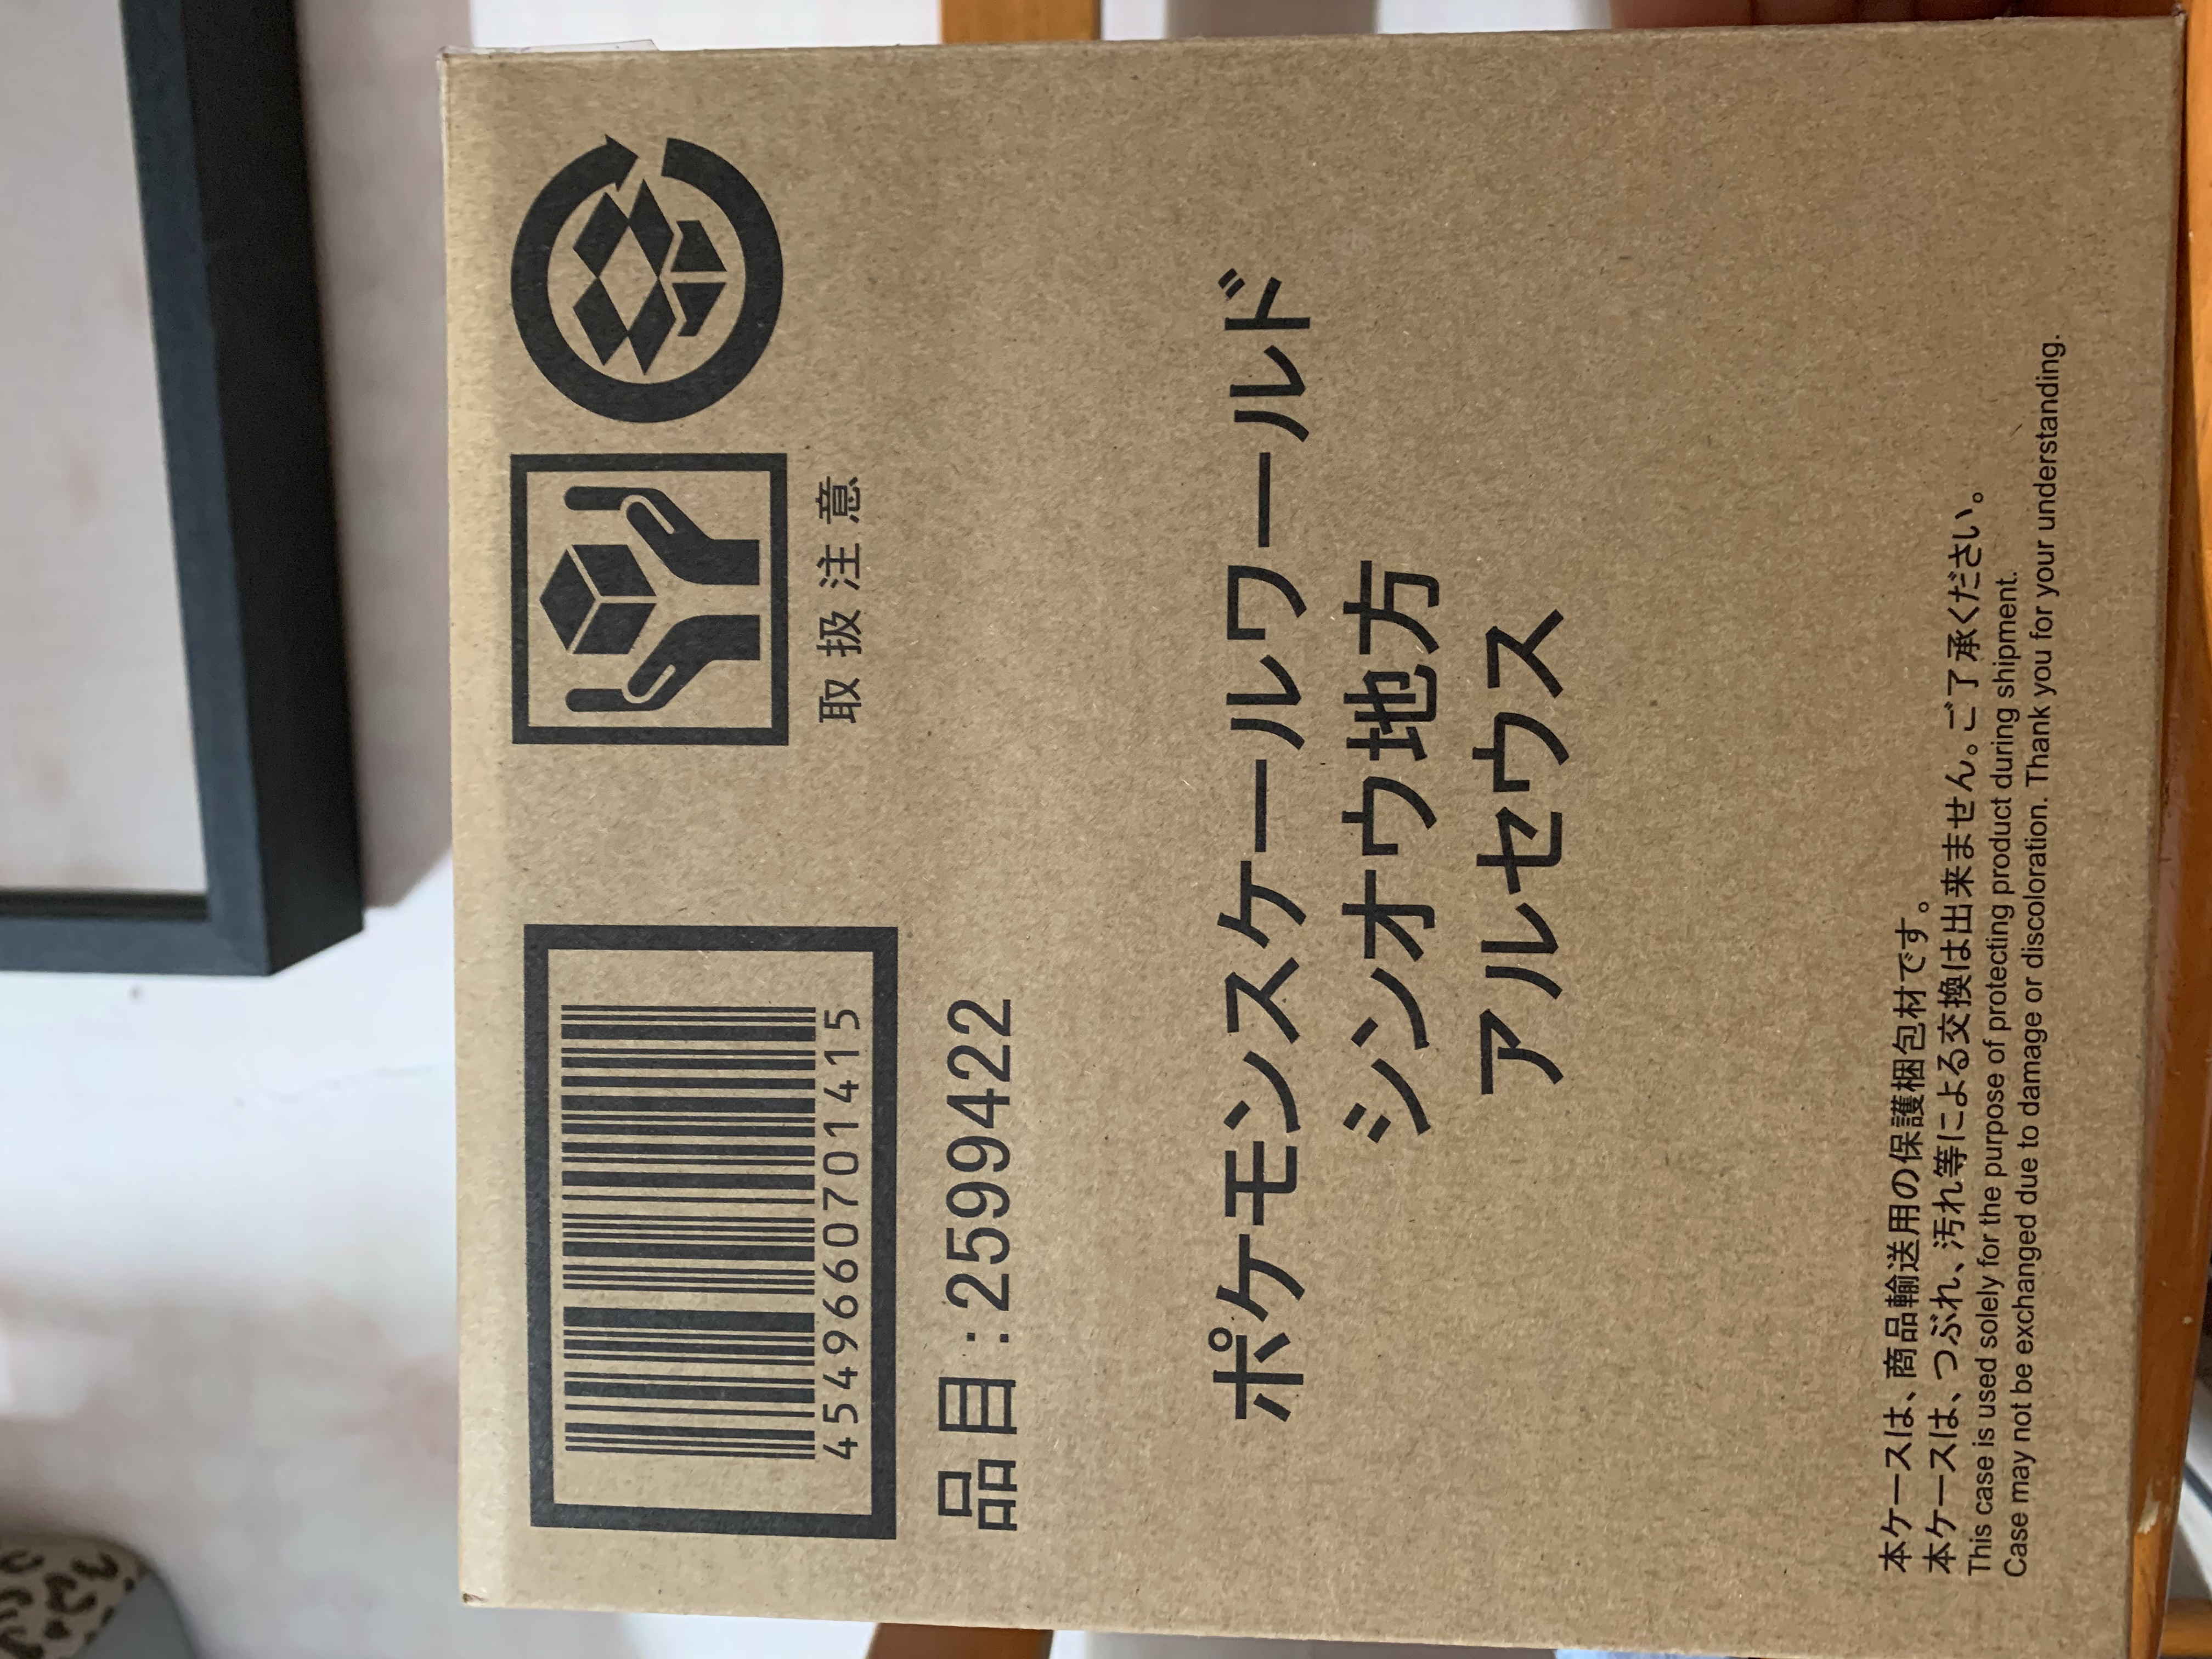 4549660701415
品目:2599422
取扱注意
ポケモンスケールワールド
シンオウ地方
アルセウス
本ケースは、商品輸送用の保護梱包材です。
本ケースは、つぶれ、汚れ等による交換は出来ません。ご了承ください。
This case is used solely for the purpose of protecting product during shipment.
Case may not be exchanged due to damage or discoloration. Thank you for your understanding.